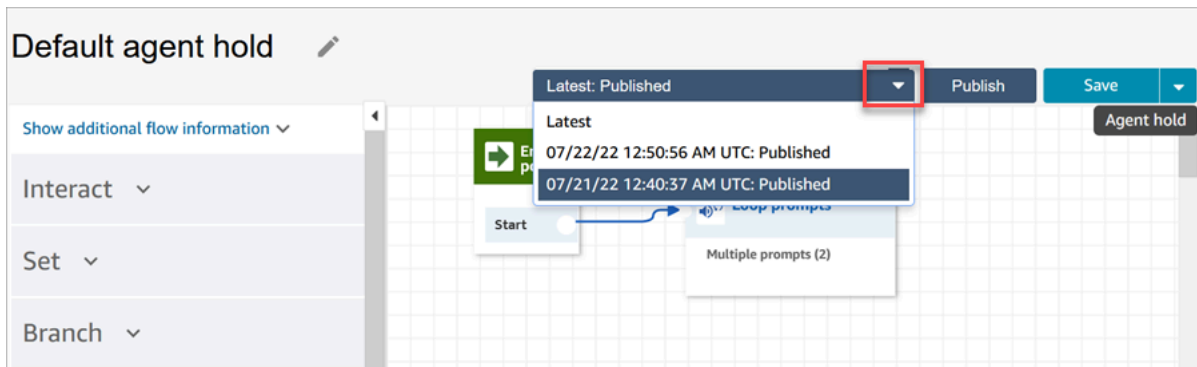 Default agent hold
Latest: Published
Publish
Save
Agent hold
Show additional flow information
Latest
07/22/22 12:50:56 AM UTC: Published
07/21/22 12:40:37 AM UTC: Published
Interact
Set
Branch
Start
Loop prompts
Multiple prompts (2)